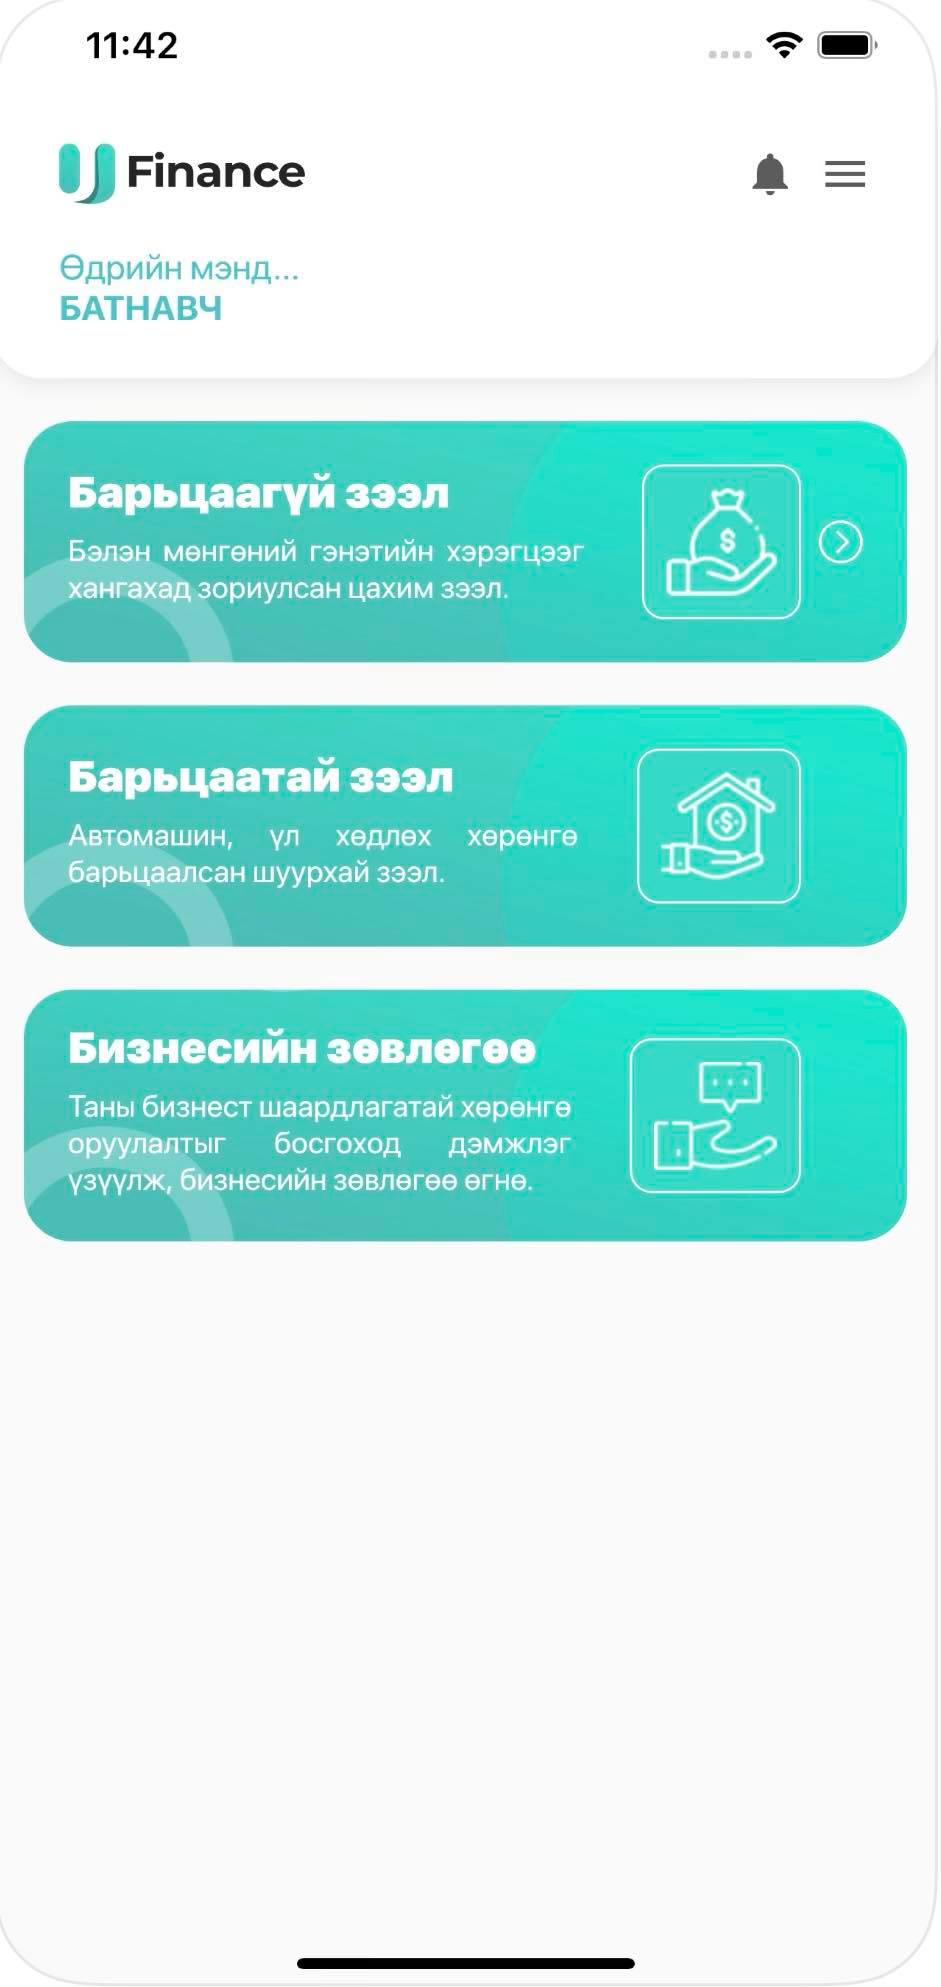 11:42
U Finance
Өдрийн мэнд...
БАТНАВЧ
Барьцаагүй зээл
Бэлэн мөнгөний гэнэтийн хэрэгцээг
хангахад зориулсан цахим зээл.
$
Барьцаатай зээл
Автомашин, үл хөдлөх хөрөнгө
барьцаалсан шуурхай зээл.
$
Бизнесийн зөвлөгөө
Таны бизнест шаардлагатай хөрөнгө
оруулалтыг босгоход дэмжлэг
үзүүлж, бизнесийн зөвлөгөө өгнө.